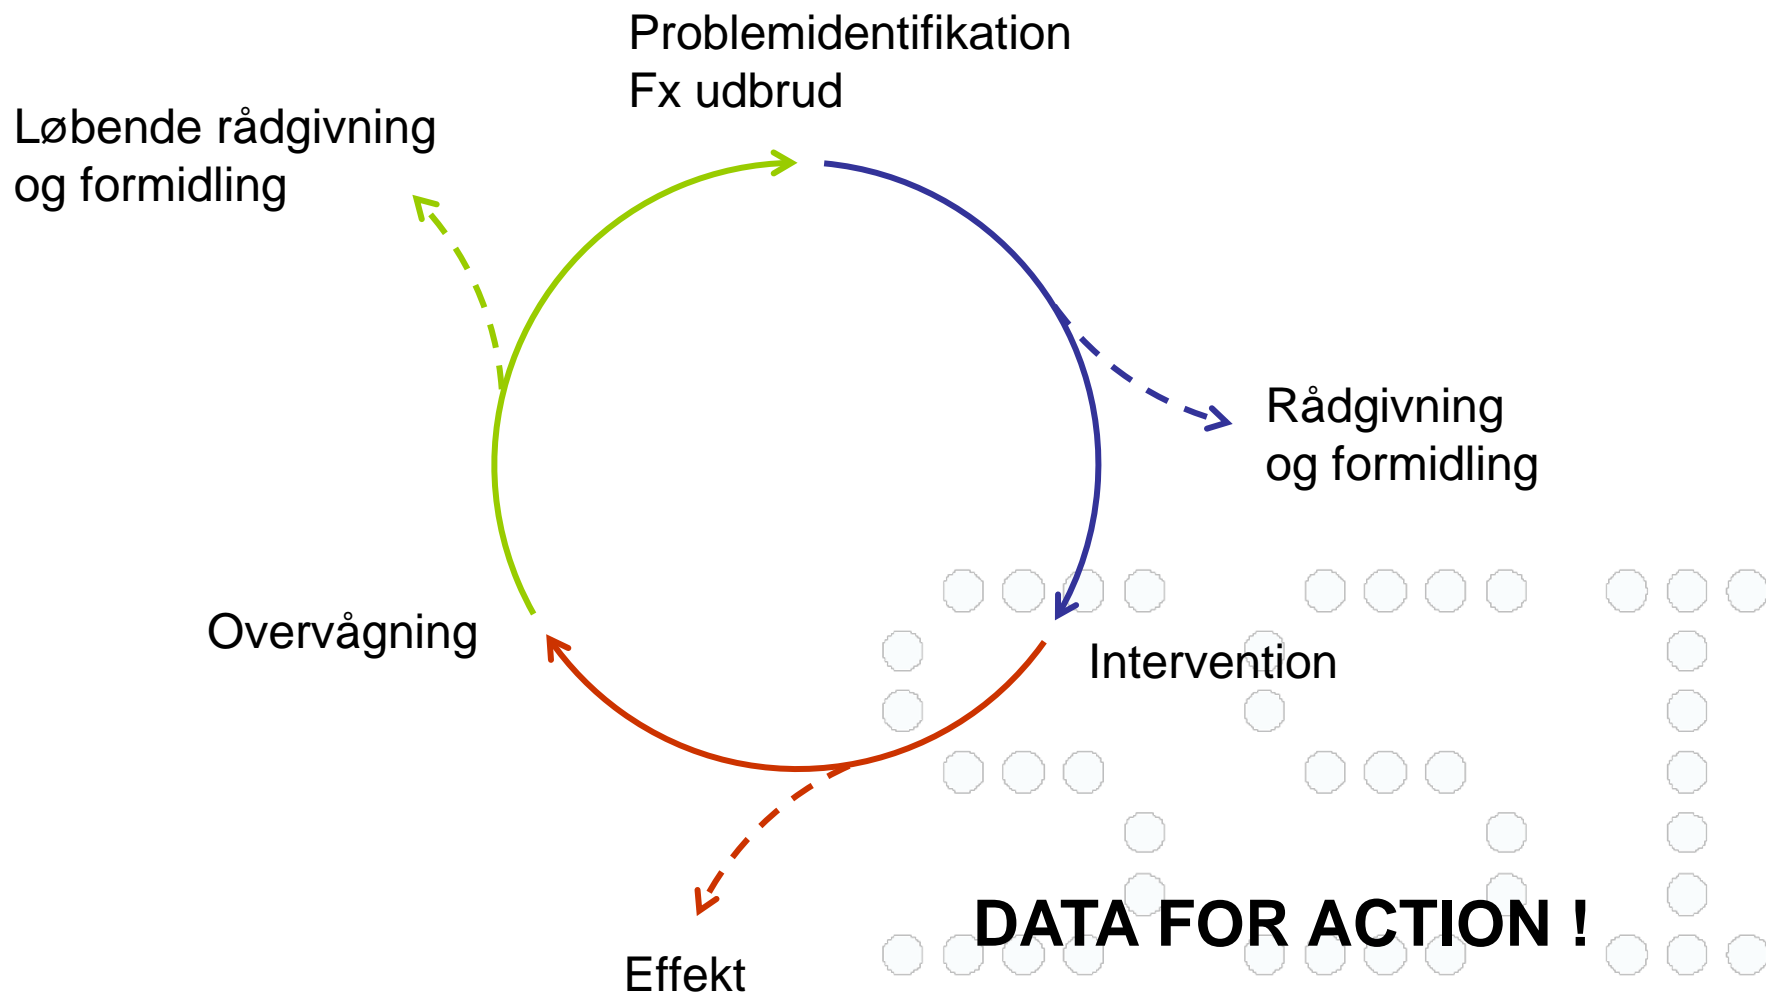 Problemidentifikation
Fx udbrud
Løbende rådgivning
og formidling
Rådgivning
og formidling
Overvågning
Intervention
DATA FOR ACTION !
Effekt